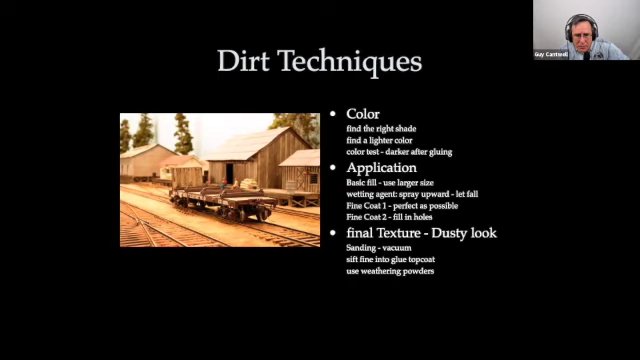 Guy Cantwell
Dirt Techniques
• Color
find the right shade
find a lighter color
color test - darker after gluing
• Application
Basic fill - use larger size
wetting agent: spray upward - let fall
Fine Coat 1 - perfect as possible
Fine Coat 2 - fill in holes
• final Texture - Dusty look
Sanding - vacuum
sift fine into glue topcoat
use weathering powders